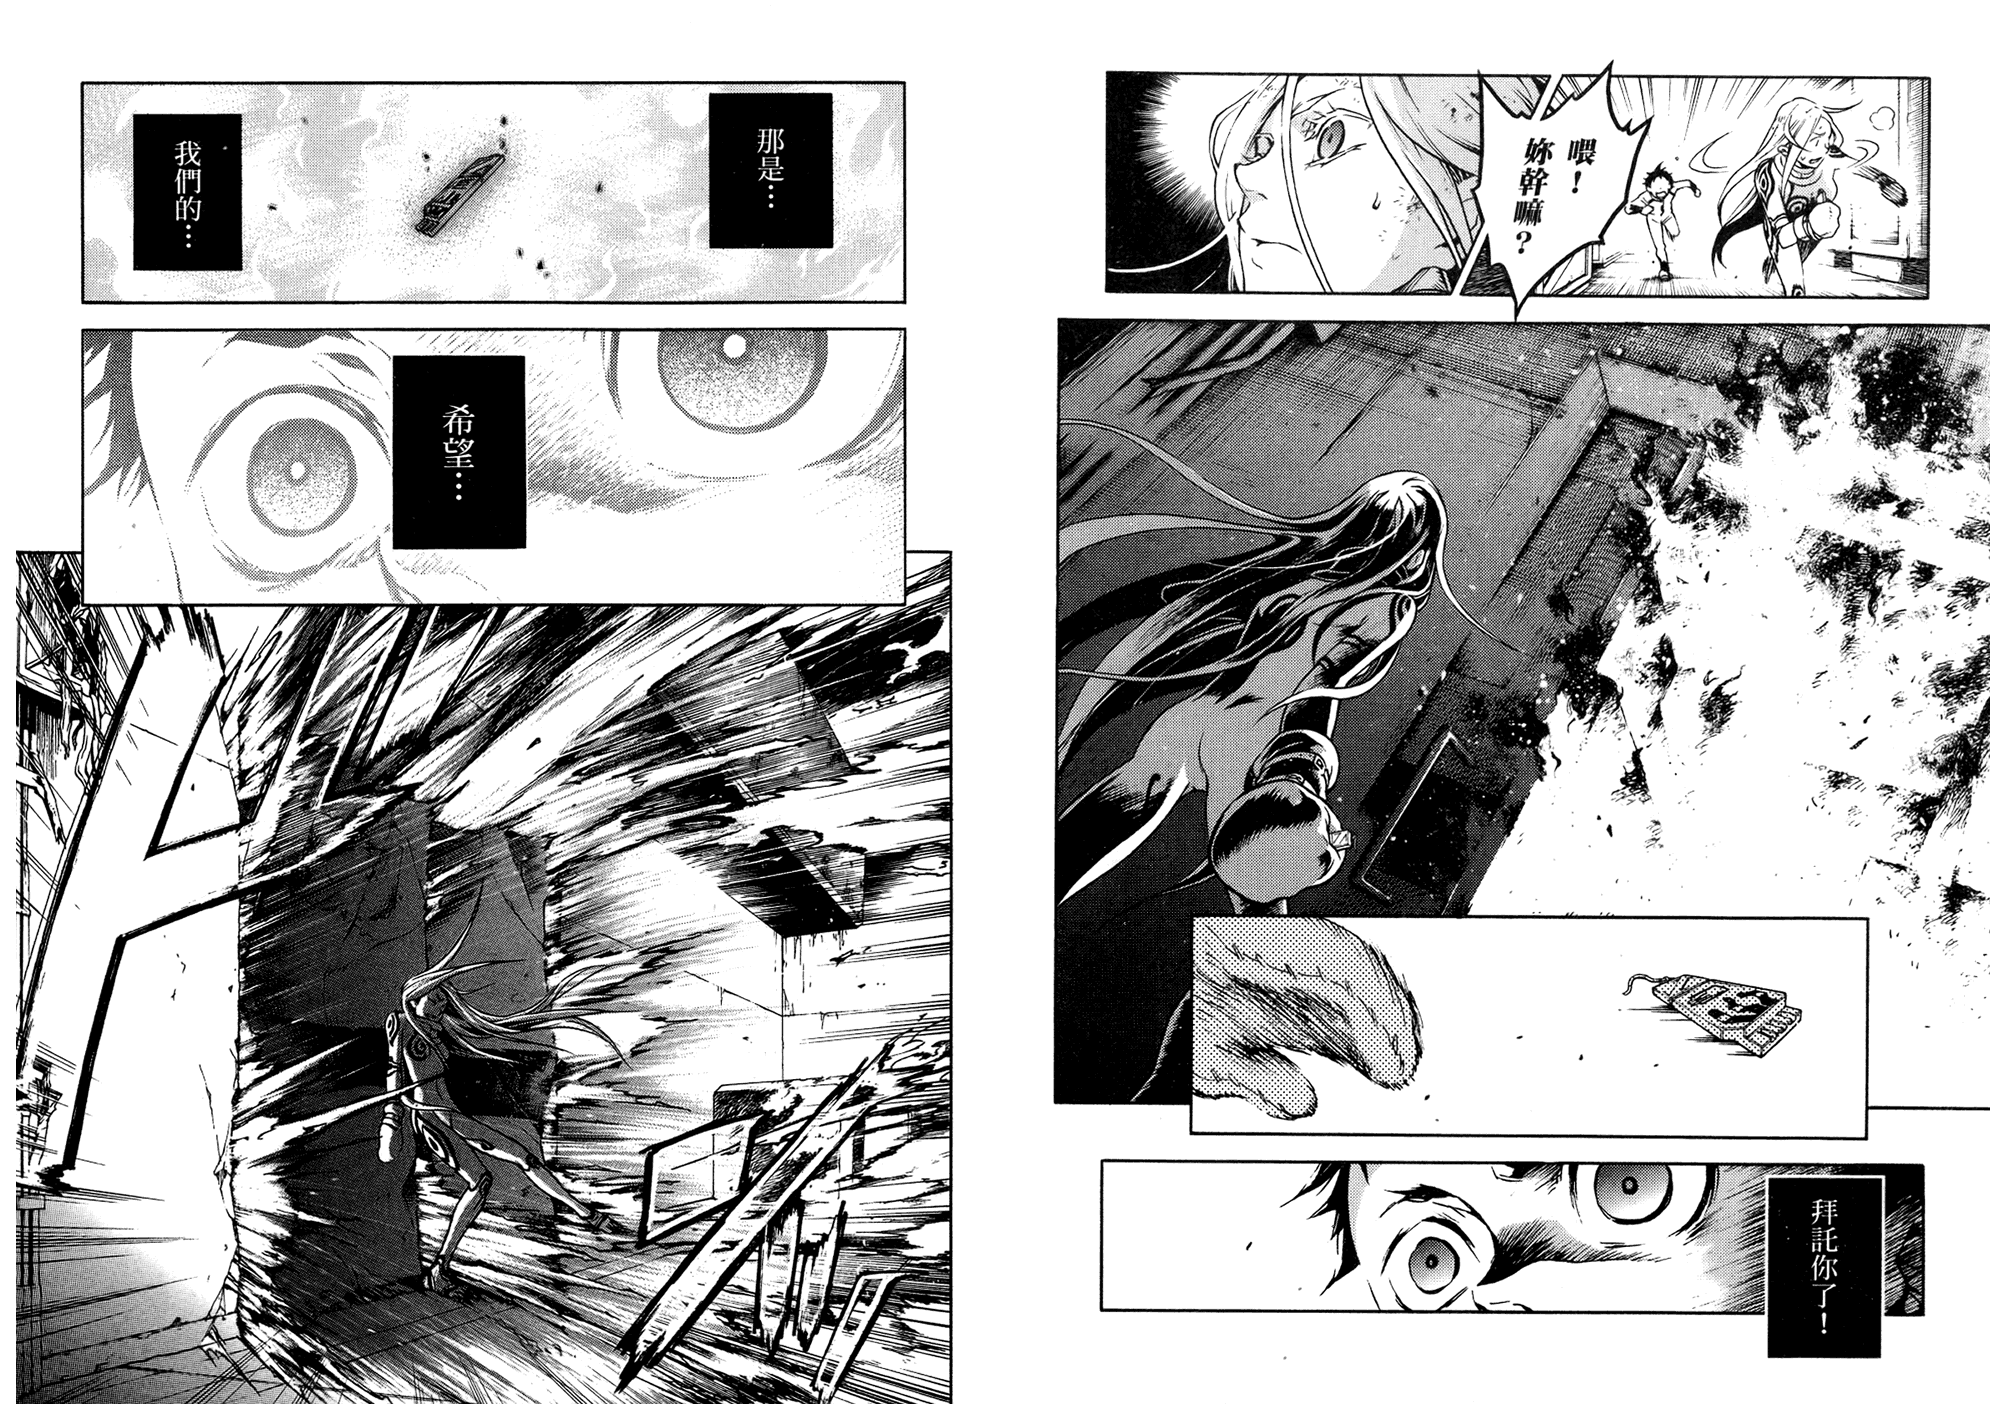 喂！
妳幹嘛？
拜託你了！
那是…
我們的…
希望…